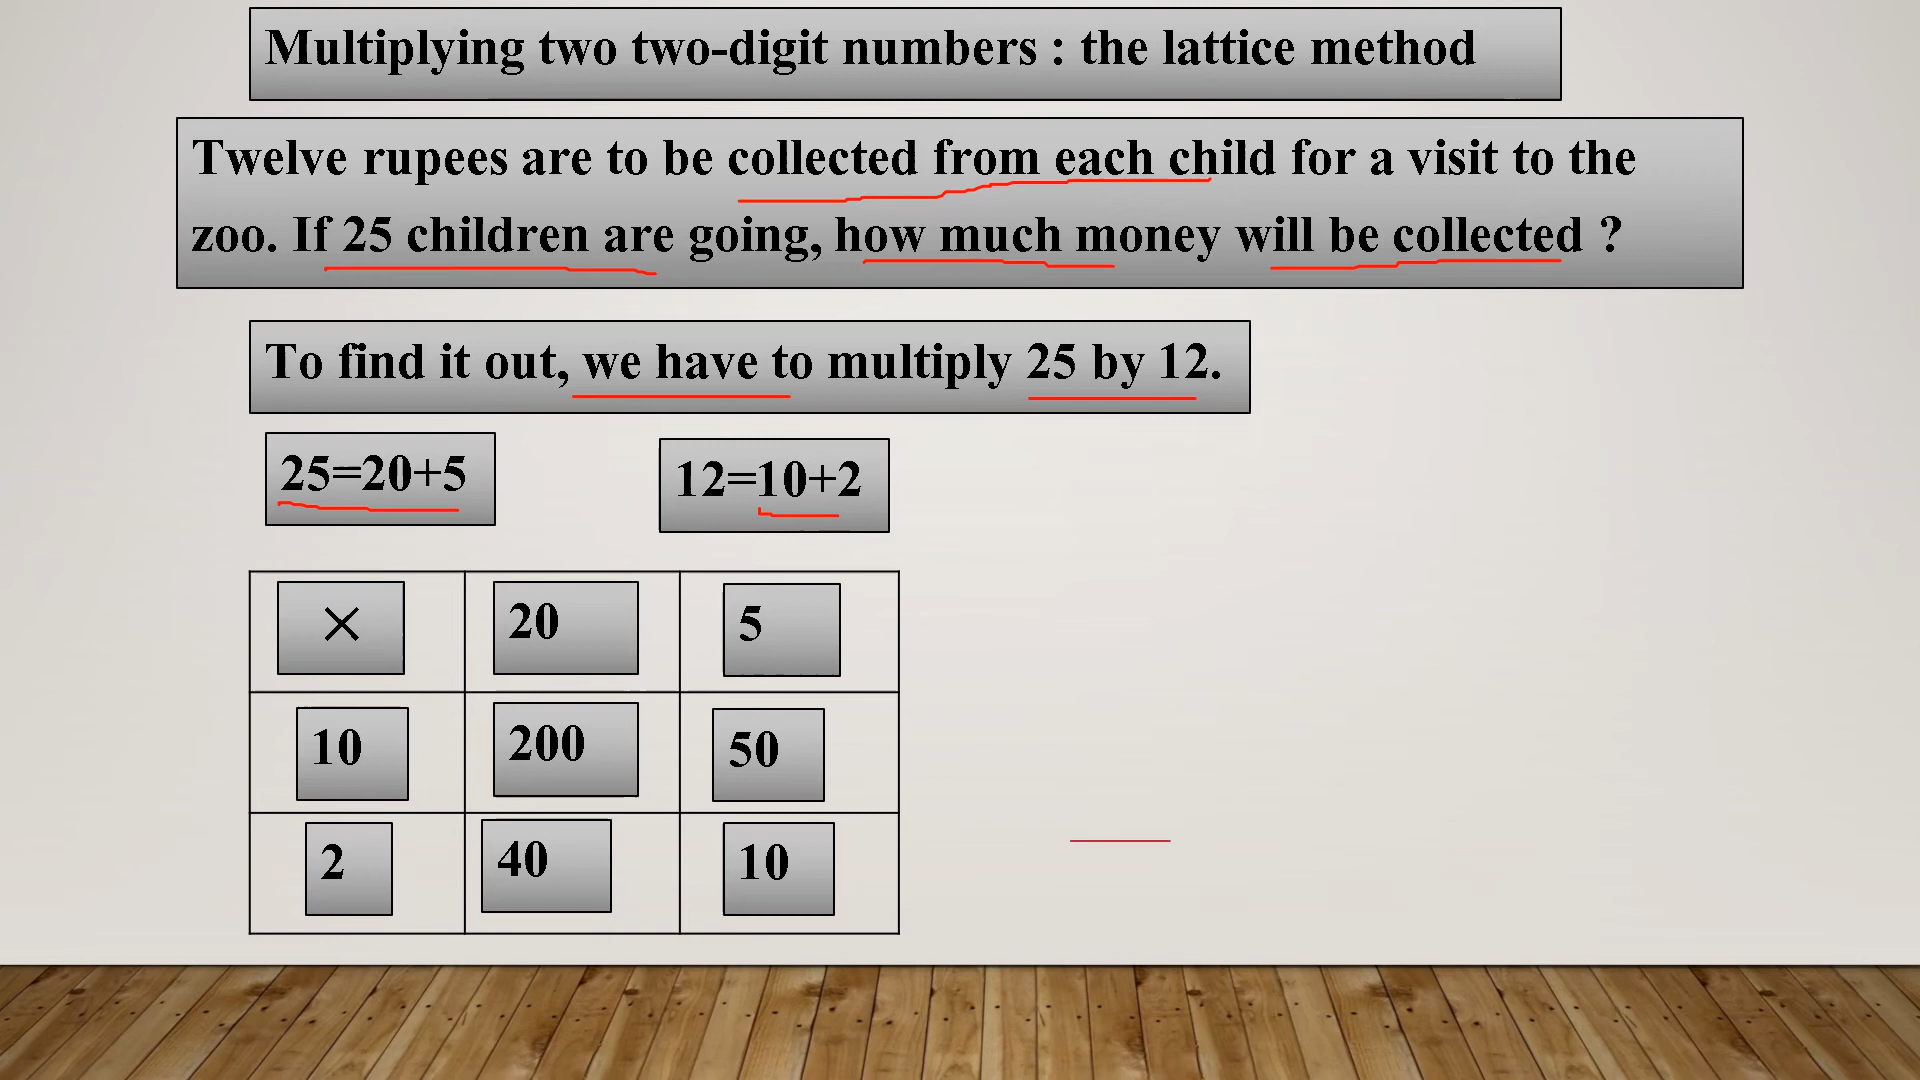 Multiplying two two-digit numbers : the lattice method
Twelve rupees are to be collected from each child for a visit to the
zoo. If 25 children are going, how much money will be collected ?
To find it out, we have to multiply 25 by 12.
25=20+5
12=10+2
× 20 5
10 200 50
2 40 10